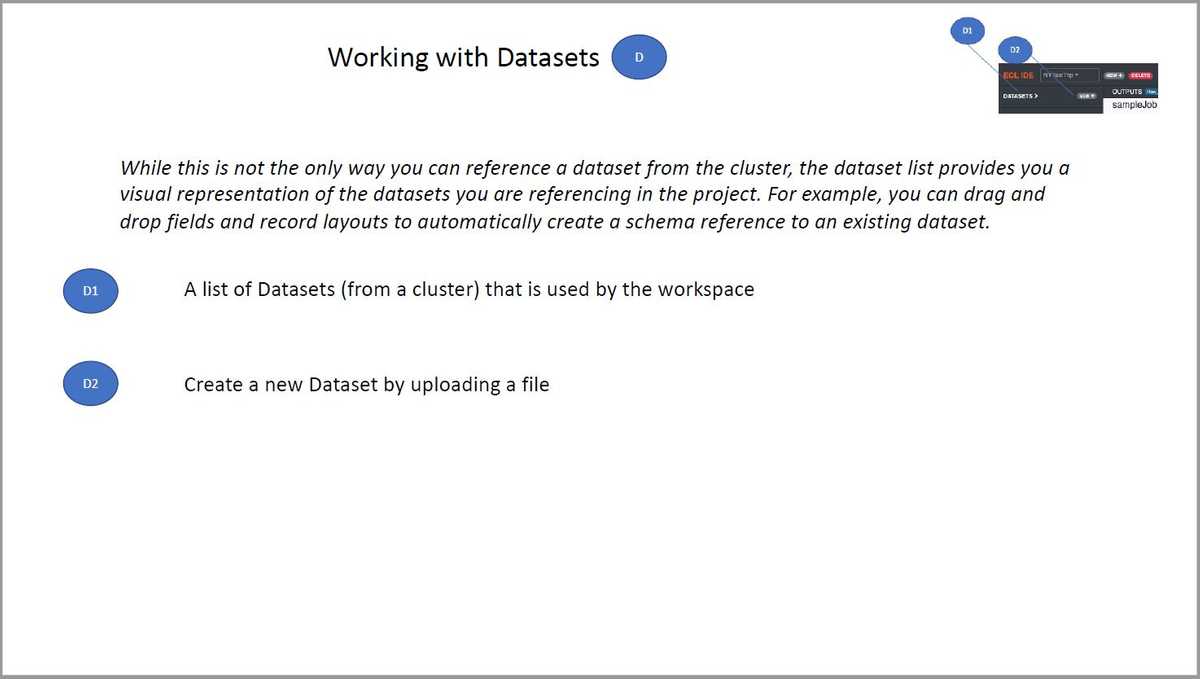 Working with Datasets
D
D1
D2
ECL IDE
NEW +
DELETE
DATASETS >
OUTPUTS
sampleJob
While this is not the only way you can reference a dataset from the cluster, the dataset list provides you a
visual representation of the datasets you are referencing in the project. For example, you can drag and
drop fields and record layouts to automatically create a schema reference to an existing dataset.
D1
A list of Datasets (from a cluster) that is used by the workspace
D2
Create a new Dataset by uploading a file